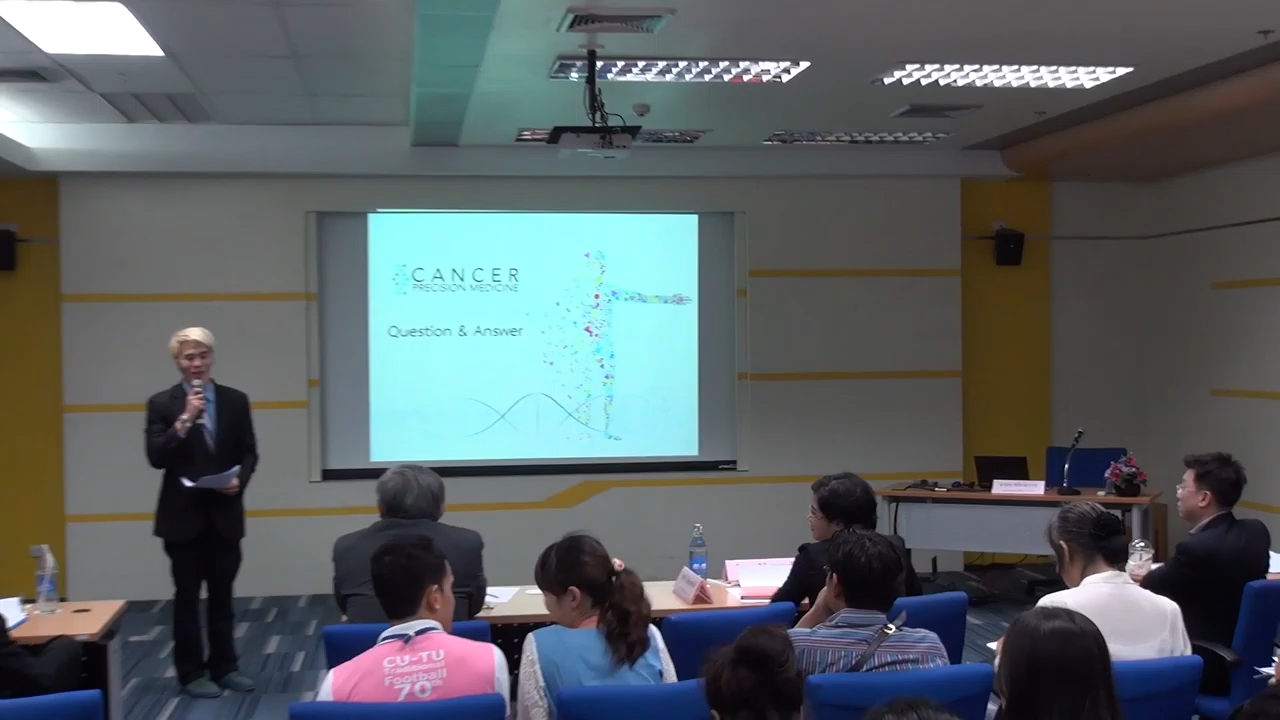 CANCER
PRECISION MEDICINE
Question & Answer
CU-TU
Traditional
Football
70th